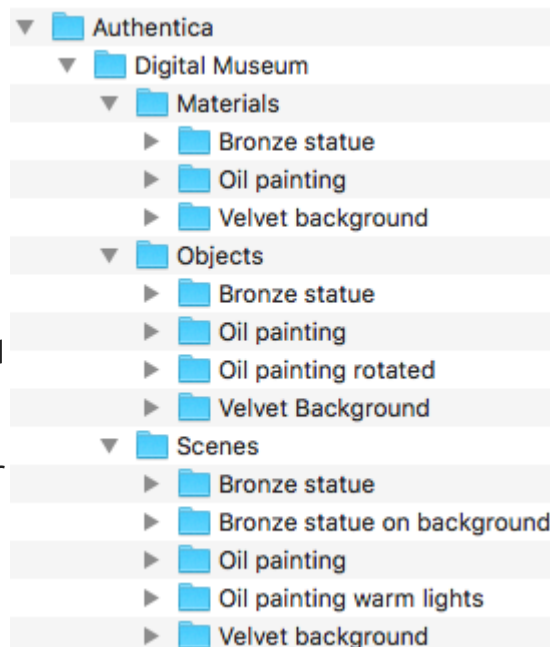 Authentica
Digital Museum
Materials
Bronze statue
Oil painting
Velvet background
Objects
Bronze statue
Oil painting
Oil painting rotated
Velvet Background
Scenes
Bronze statue
Bronze statue on background
Oil painting
Oil painting warm lights
Velvet background